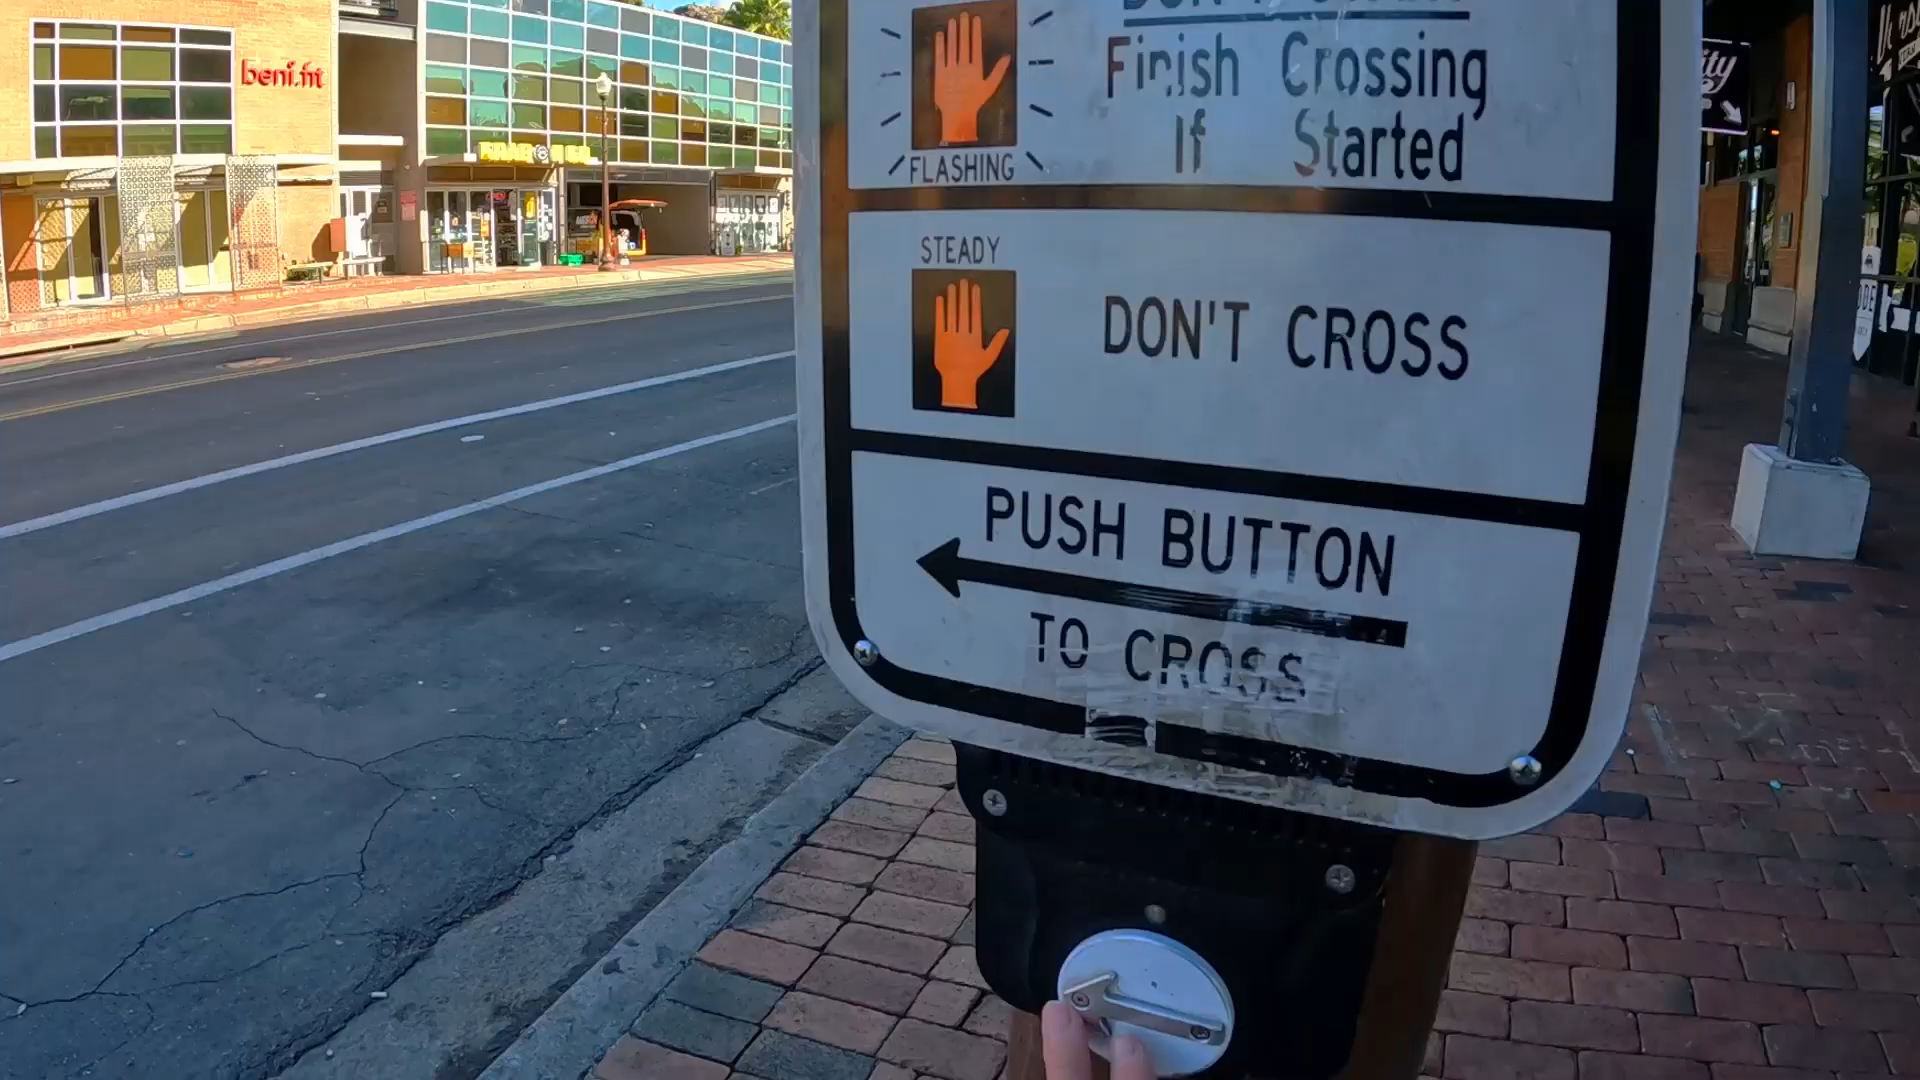 beni.fit
Finish Crossing
If Started
FLASHING
STEADY
DON'T CROSS
PUSH BUTTON
TO CROSS